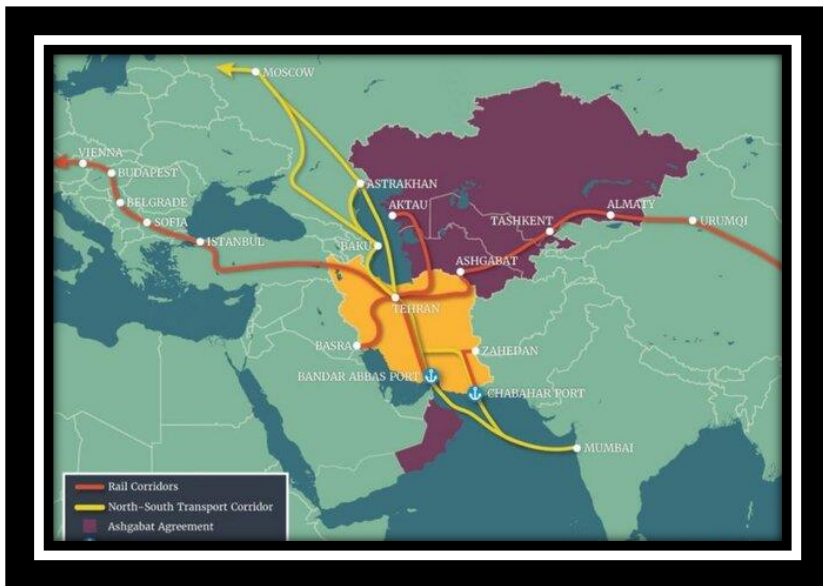 MOSCOW
VIENNA
BUDAPEST
BELGRADE
SOFIA
ISTANBUL
ASTRAKHAN
AKTAU
BAKU
TASHKENT
ALMATY
URUMQI
ASHGABAT
TEHRAN
BASRA
ZAHEDAN
BANDAR ABBAS PORT
CHABAHAR PORT
MUMBAI
Rail Corridors
North-South Transport Corridor
Ashgabat Agreement